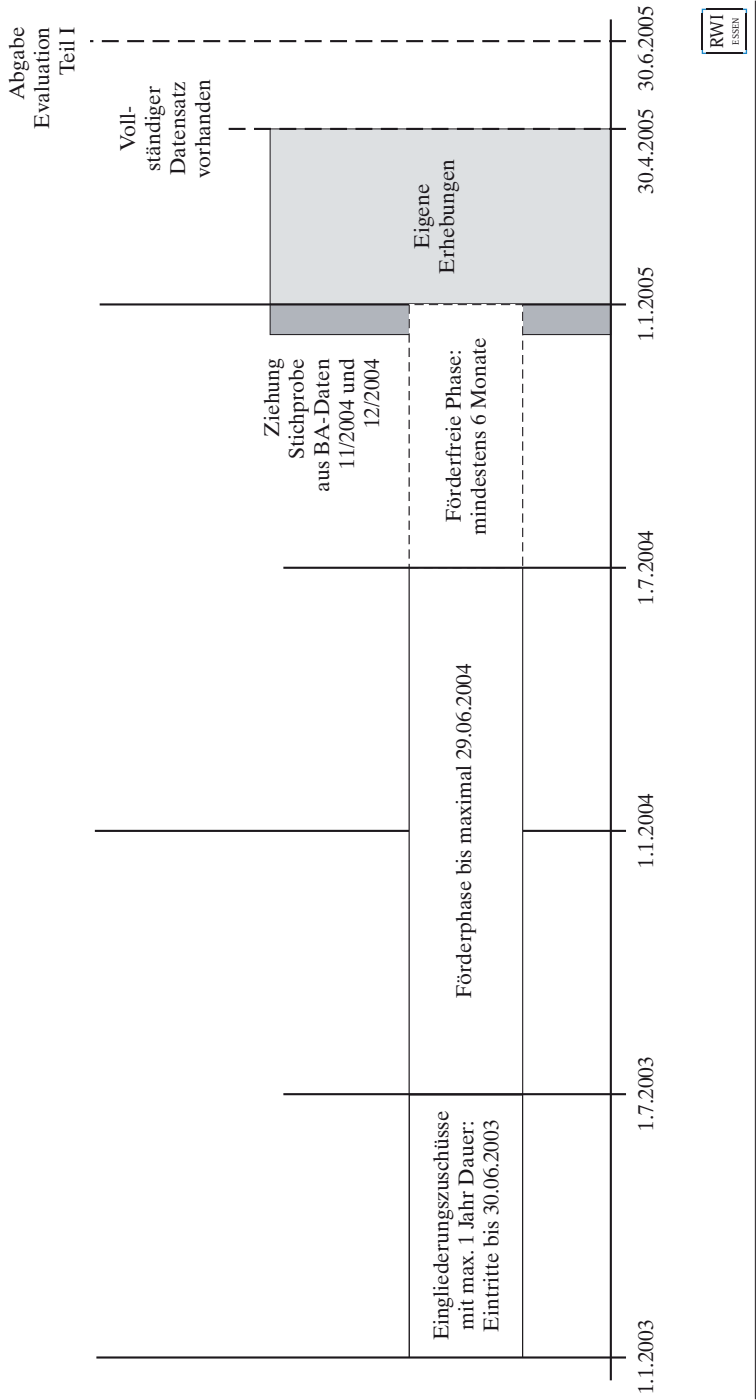 Abgabe
Evaluation
Teil I
Voll-
ständiger
Datensatz
vorhanden
Ziehung
Stichprobe
aus BA-Daten
11/2004 und
12/2004
Eigene
Erhebungen
Eingliederungszuschüsse
mit max. 1 Jahr Dauer:
Eintritte bis 30.06.2003
Förderphase bis maximal 29.06.2004
Förderfreie Phase:
mindestens 6 Monate
1.1.2003
1.7.2003
1.1.2004
1.7.2004
1.1.2005
30.4.2005
30.6.2005
RWI
ESSEN